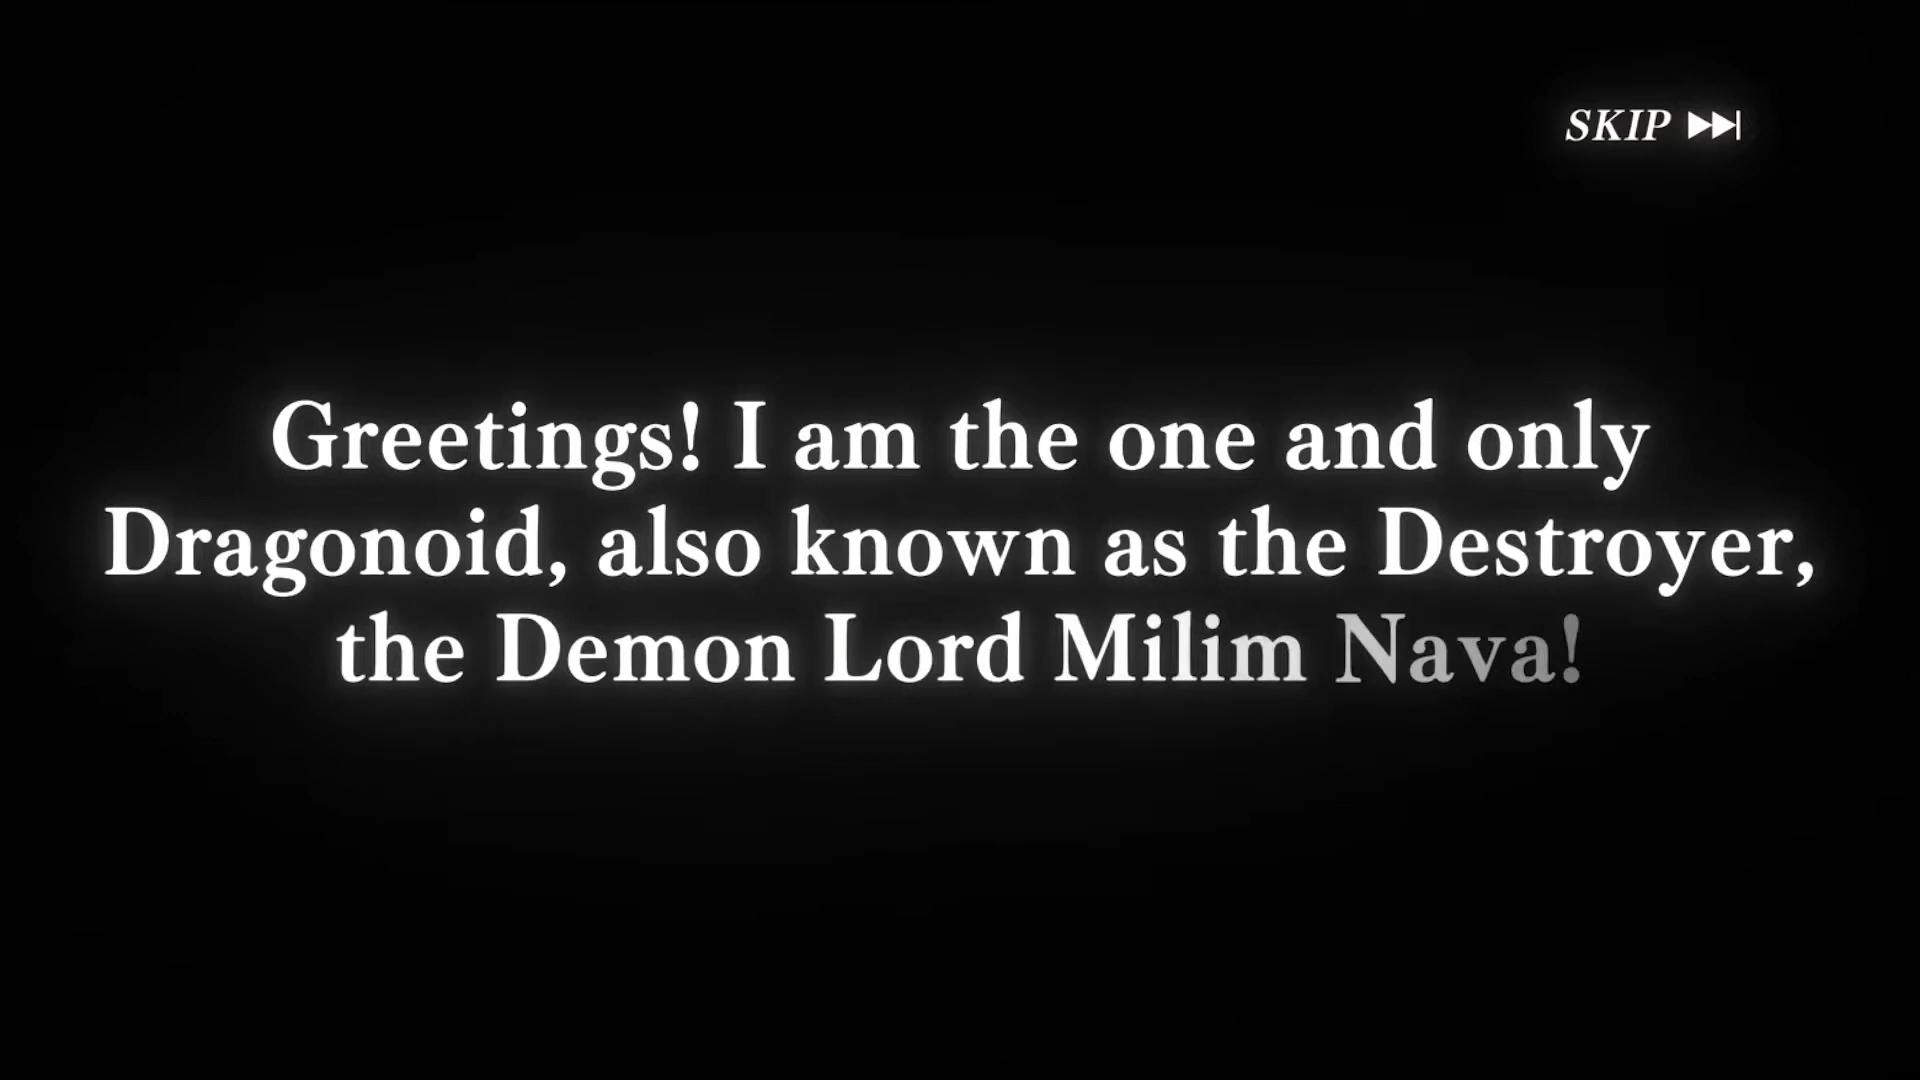 SKIP
Greetings! I am the one and only
Dragonoid, also known as the Destroyer,
the Demon Lord Milim Nava!